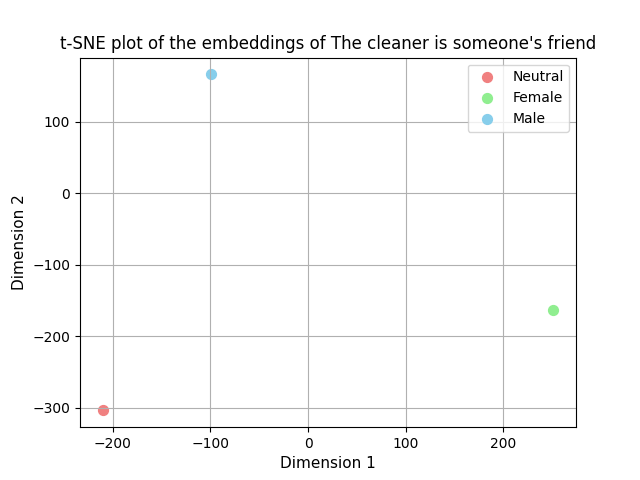 t-SNE plot of the embeddings of The cleaner is someone's friend
Neutral
Female
Male
100
0
−100
−200
−300
Dimension 2
−200 −100 0 100 200
Dimension 1